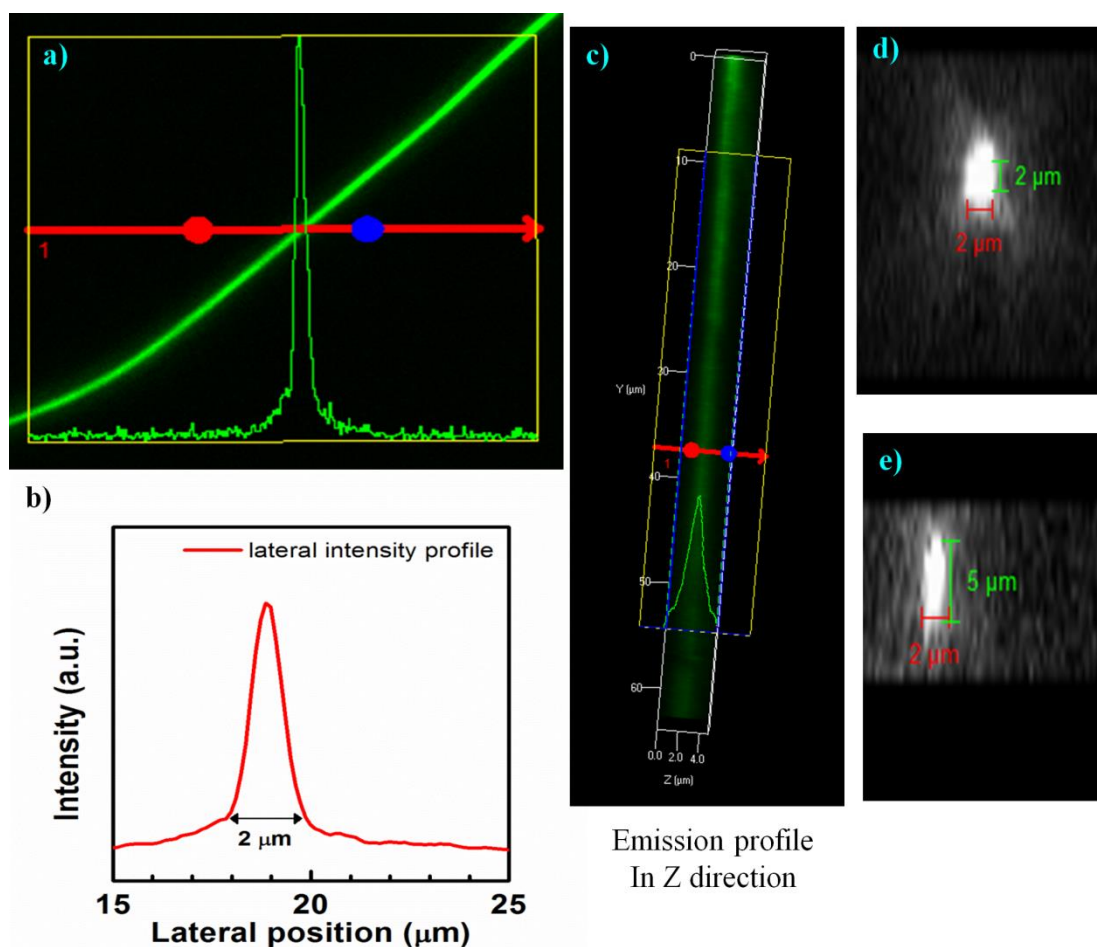 a)
1
b)
lateral intensity profile
Intensity (a.u.)
2 μm
15 20 25
Lateral position (μm)
c)
0
10
20
30
Y (μm)
1
40
50
60
0.0 2.0 4.0
Z (μm)
Emission profile
In Z direction
d)
2 μm
2 μm
e)
5 μm
2 μm